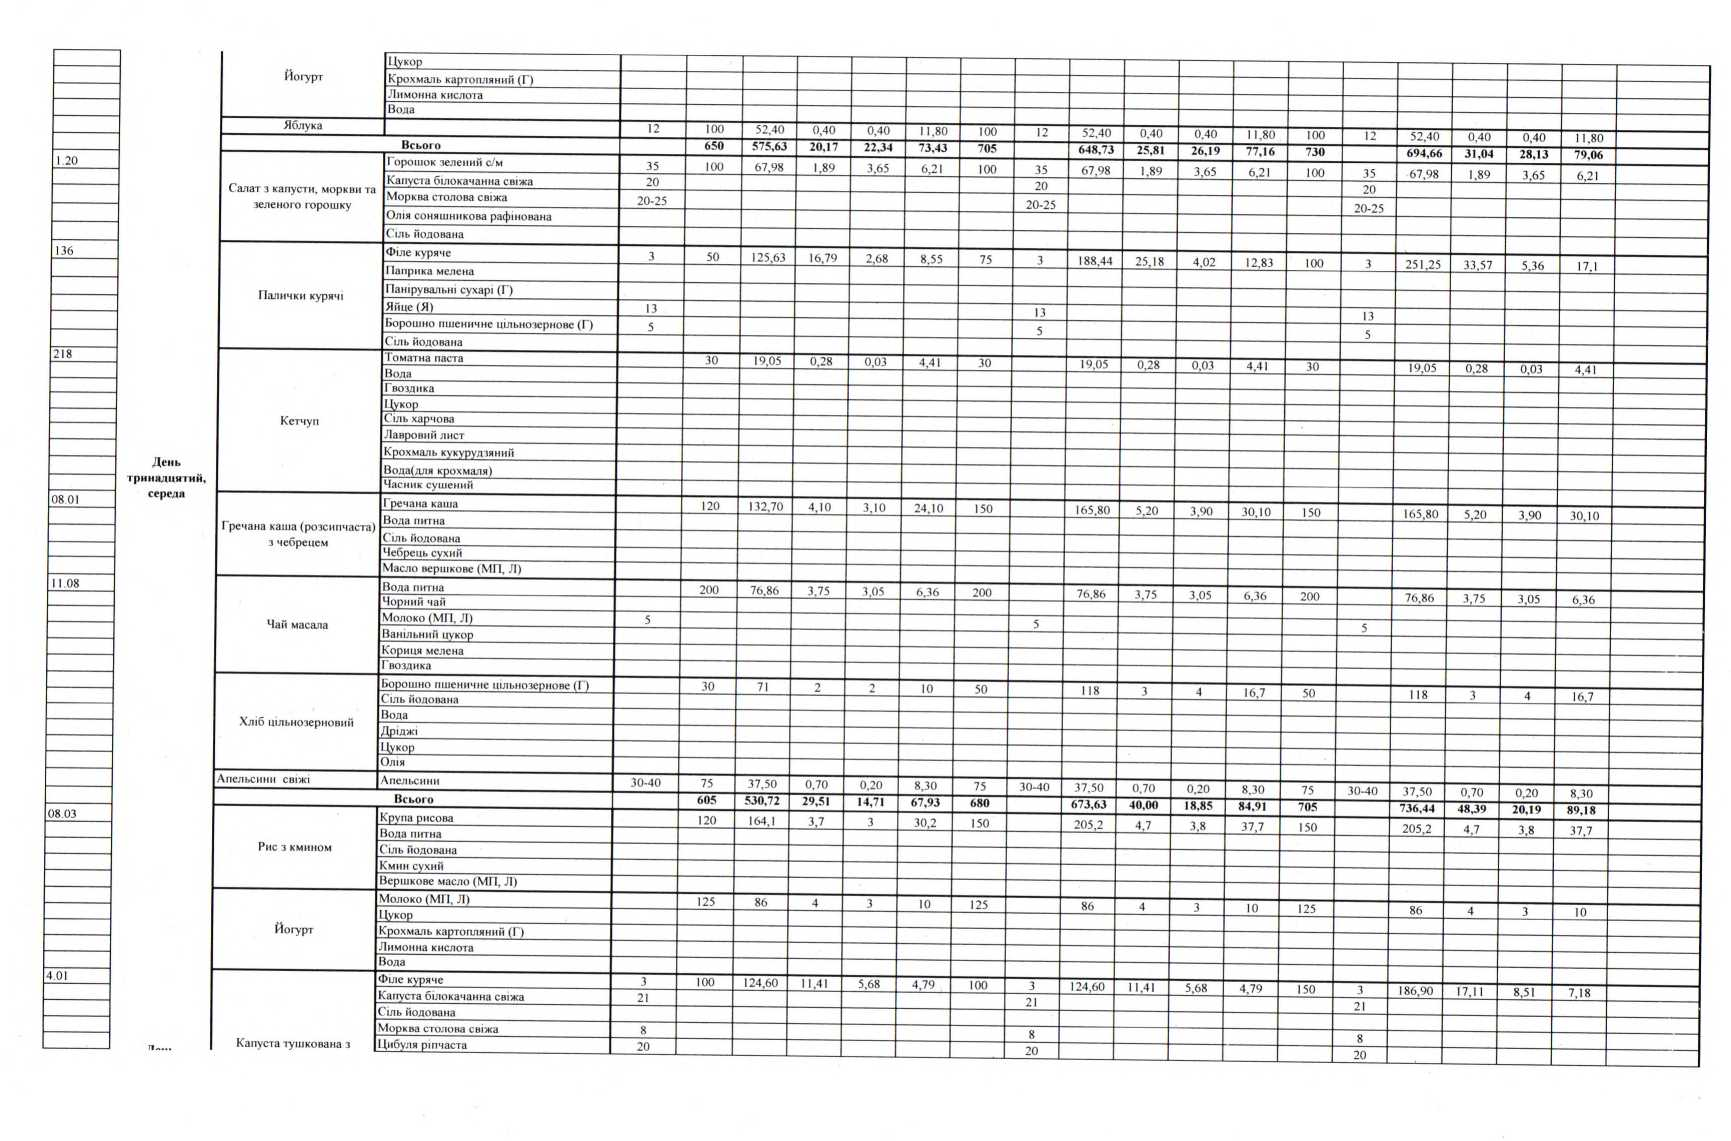 Йогурт
Цукор
Крохмаль картопляний (Г)
Лимонна кислота
Вода
Яблука 12 100 52,40 0,40 0,40 11,80 100 12 52,40 0,40 0,40 11,80 100 12 52,40 0,40 0,40 11,80
Всього 650 575,63 20,17 22,34 73,43 705 648,73 25,81 26,19 77,16 730 694,66 31,04 28,13 79,06
День тринадцятий, середа
1.20 Салат з капусти, моркви та зеленого горошку
Горошок зелений с/м 35 100 67,98 1,89 3,65 6,21 100 35 67,98 1,89 3,65 6,21 100 35 67,98 1,89 3,65 6,21
Капуста білокачанна свіжа 20 20 20
Морква столова свіжа 20-25 20-25 20-25
Олія соняшникова рафінована
Сіль йодована
136 Палички курячі
Філе куряче 3 50 125,63 16,79 2,68 8,55 75 3 188,44 25,18 4,02 12,83 100 3 251,25 33,57 5,36 17,1
Паприка мелена
Панірувальні сухарі (Г)
Яйце (Я) 13 13 13
Борошно пшеничне цільнозернове (Г) 5 5 5
Сіль йодована
218 Кетчуп
Томатна паста 30 19,05 0,28 0,03 4,41 30 19,05 0,28 0,03 4,41 30 19,05 0,28 0,03 4,41
Вода
Гвоздика
Цукор
Сіль харчова
Лавровий лист
Крохмаль кукурудзяний
Вода(для крохмаля)
Часник сушений
08.01 Гречана каша (розсипчаста) з чебрецем
Гречана каша 120 132,70 4,10 3,10 24,10 150 165,80 5,20 3,90 30,10 150 165,80 5,20 3,90 30,10
Вода питна
Сіль йодована
Чебрець сухий
Масло вершкове (МП, Л)
11.08 Чай масала
Вода питна 200 76,86 3,75 3,05 6,36 200 76,86 3,75 3,05 6,36 200 76,86 3,75 3,05 6,36
Чорний чай
Молоко (МП, Л) 5 5 5
Ванільний цукор
Кориця мелена
Гвоздика
Хліб цільнозерновий
Борошно пшеничне цільнозернове (Г) 30 71 2 2 10 50 118 3 4 16,7 50 118 3 4 16,7
Сіль йодована
Вода
Дріджі
Цукор
Олія
Апельсини свіжі Апельсини 30-40 75 37,50 0,70 0,20 8,30 75 30-40 37,50 0,70 0,20 8,30 75 30-40 37,50 0,70 0,20 8,30
Всього 605 530,72 29,51 14,71 67,93 680 673,63 40,00 18,85 84,91 705 736,44 48,39 20,19 89,18
08.03 Рис з кмином
Крупа рисова 120 164,1 3,7 3 30,2 150 205,2 4,7 3,8 37,7 150 205,2 4,7 3,8 37,7
Вода питна
Сіль йодована
Кмин сухий
Вершкове масло (МП, Л)
Йогурт
Молоко (МП, Л) 125 86 4 3 10 125 86 4 3 10 125 86 4 3 10
Цукор
Крохмаль картопляний (Г)
Лимонна кислота
Вода
4.01 Капуста тушкована з
Філе куряче 3 100 124,60 11,41 5,68 4,79 100 3 124,60 11,41 5,68 4,79 150 3 186,90 17,11 8,51 7,18
Капуста білокачанна свіжа 21 21 21
Сіль йодована
Морква столова свіжа 8 8 8
Цибуля ріпчаста 20 20 20